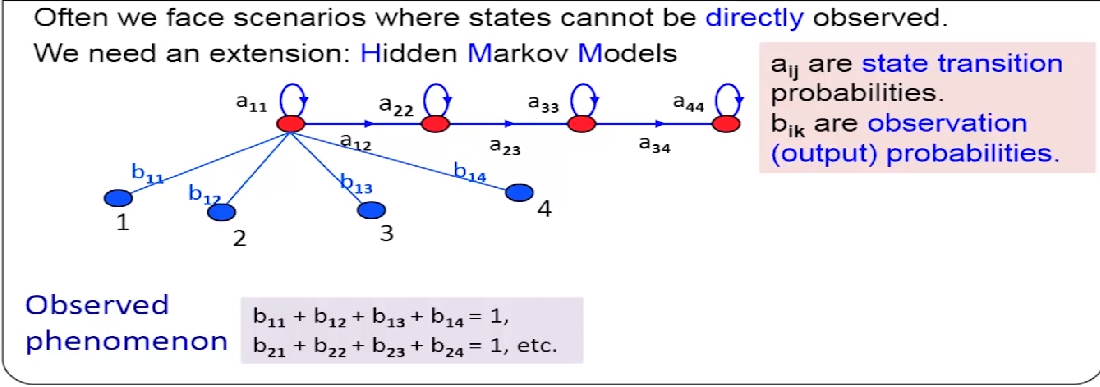 Often we face scenarios where states cannot be directly observed.
We need an extension: Hidden Markov Models
aij are state transition
probabilities.
bik are observation
(output) probabilities.
a11
a22
a33
a44
a12
a23
a34
b11
b12
b13
b14
1
2
3
4
Observed
phenomenon
b11 + b12 + b13 + b14 = 1,
b21 + b22 + b23 + b24 = 1, etc.